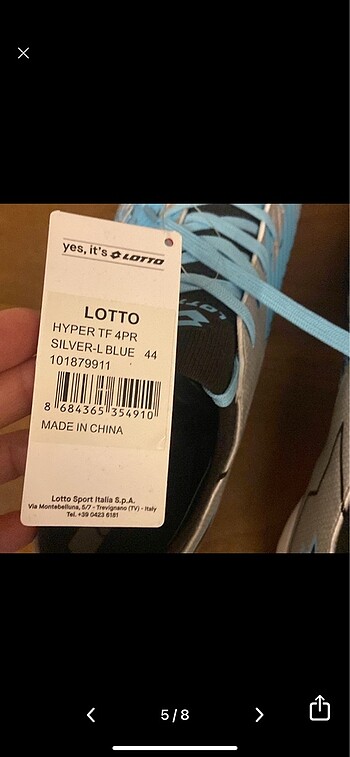 yes, it's LOTTO
LOTTO
HYPER TF 4PR
SILVER-L BLUE 44
101879911
8 684365 354910
MADE IN CHINA
Lotto Sport Italia S.p.A.
Via Montebelluna, 5/7 - Trevignano (TV) - Italy
Tel. +39 0423 6181
LOTTO
5/8